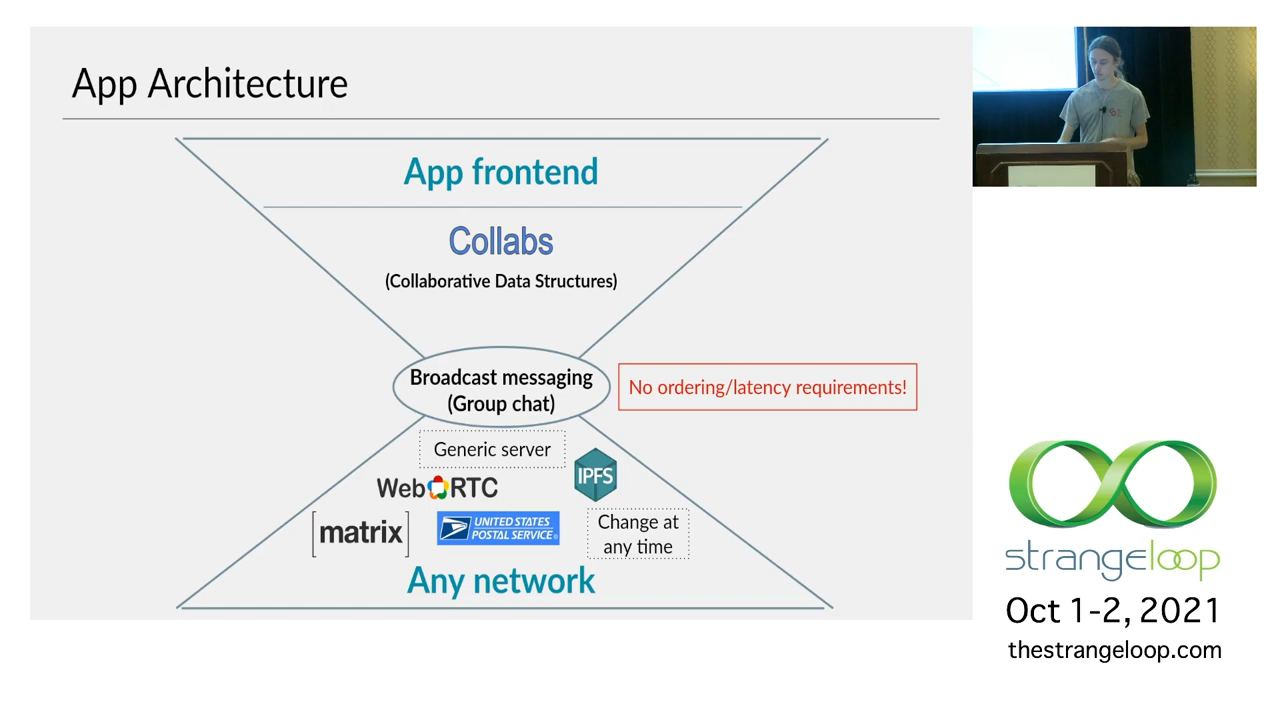 App Architecture
App frontend
Collabs
(Collaborative Data Structures)
Broadcast messaging
(Group chat)
No ordering/latency requirements!
Generic server
WebRTC
IPFS
[matrix]
UNITED STATES
POSTAL SERVICE®
Change at
any time
Any network
strangeloop
Oct 1-2, 2021
thestrangeloop.com